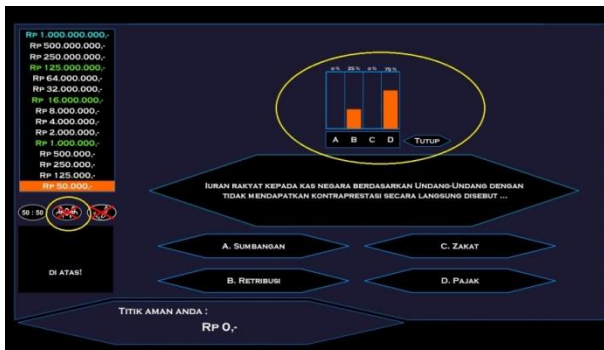 Rp 1.000.000.000,-
Rp 500.000.000,-
Rp 250.000.000,-
Rp 125.000.000,-
Rp 64.000.000,-
Rp 32.000.000,-
Rp 16.000.000,-
Rp 8.000.000,-
Rp 4.000.000,-
Rp 2.000.000,-
Rp 1.000.000,-
Rp 500.000,-
Rp 250.000,-
Rp 125.000,-
Rp 50.000,-
50 : 50
DI ATAS!
0% 25% 0% 75%
A B C D
TUTUP
IURAN RAKYAT KEPADA KAS NEGARA BERDASARKAN UNDANG-UNDANG DENGAN
TIDAK MENDAPATKAN KONTRAPRESTASI SECARA LANGSUNG DISEBUT ...
A. SUMBANGAN
C. ZAKAT
B. RETRIBUSI
D. PAJAK
TITIK AMAN ANDA :
RP 0,-